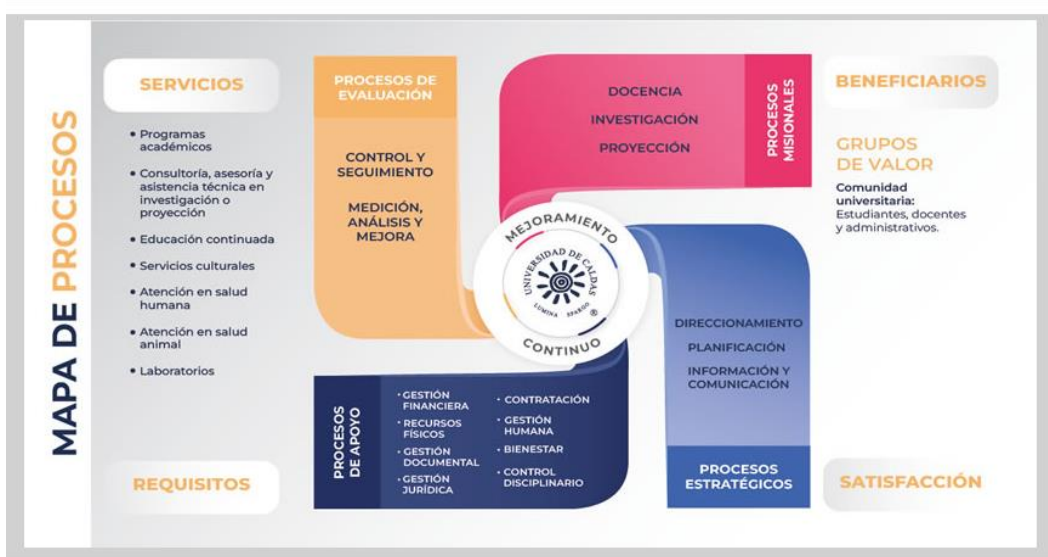 MAPA DE PROCESOS
SERVICIOS
• Programas
académicos
• Consultoría, asesoría y
asistencia técnica en
investigación o
proyección
• Educación continuada
• Servicios culturales
• Atención en salud
humana
• Atención en salud
animal
• Laboratorios
REQUISITOS
PROCESOS DE
EVALUACIÓN
CONTROL Y
SEGUIMIENTO
MEDICIÓN,
ANÁLISIS Y
MEJORA
DOCENCIA
INVESTIGACIÓN
PROYECCIÓN
PROCESOS
MISIONALES
MEJORAMIENTO
CONTINUO
UNIVERSIDAD DE CALDAS
LUMINA SPARGO
®
PROCESOS
DE APOYO
• GESTIÓN
FINANCIERA
• RECURSOS
FÍSICOS
• GESTIÓN
DOCUMENTAL
• GESTIÓN
JURÍDICA
• CONTRATACIÓN
• GESTIÓN
HUMANA
• BIENESTAR
• CONTROL
DISCIPLINARIO
DIRECCIONAMIENTO
PLANIFICACIÓN
INFORMACIÓN Y
COMUNICACIÓN
PROCESOS
ESTRATÉGICOS
BENEFICIARIOS
GRUPOS
DE VALOR
Comunidad
universitaria:
Estudiantes, docentes
y administrativos.
SATISFACCIÓN